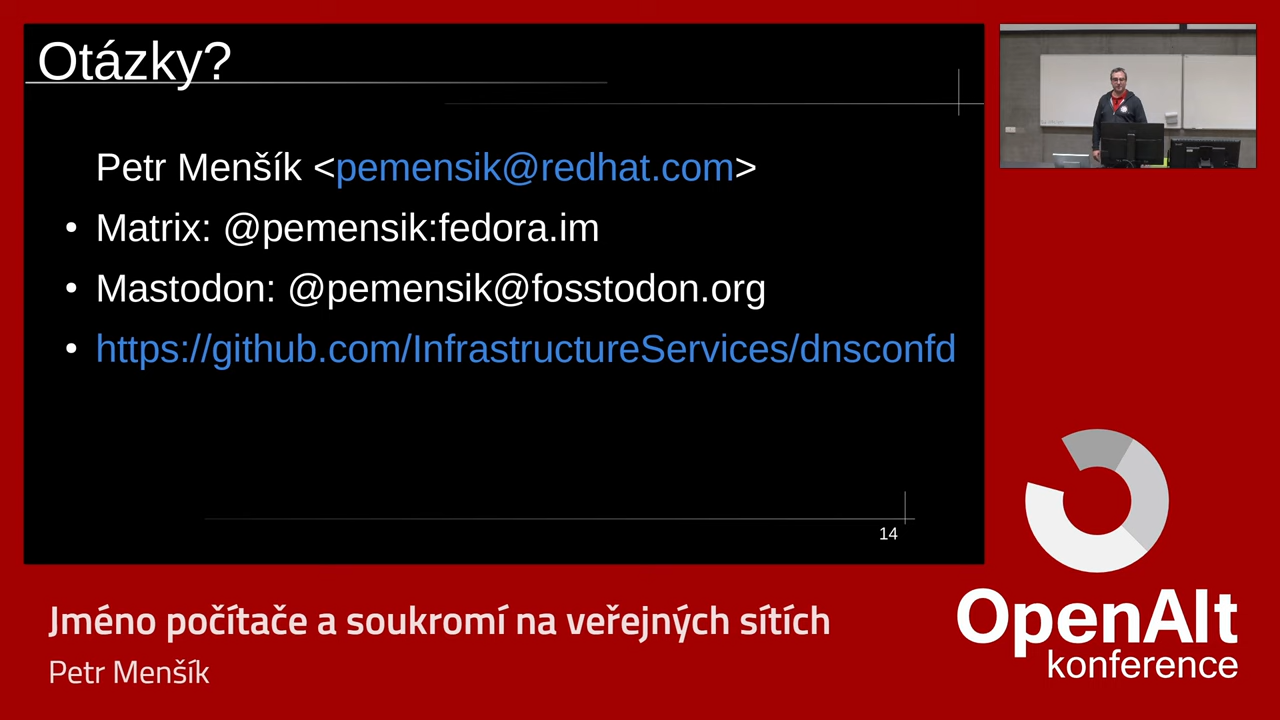 Otázky?
Petr Menšík <pemensik@redhat.com>
• Matrix: @pemensik:fedora.im
• Mastodon: @pemensik@fosstodon.org
• https://github.com/InfrastructureServices/dnsconfd
14
Jméno počítače a soukromí na veřejných sítích
Petr Menšík
OpenAlt
konference